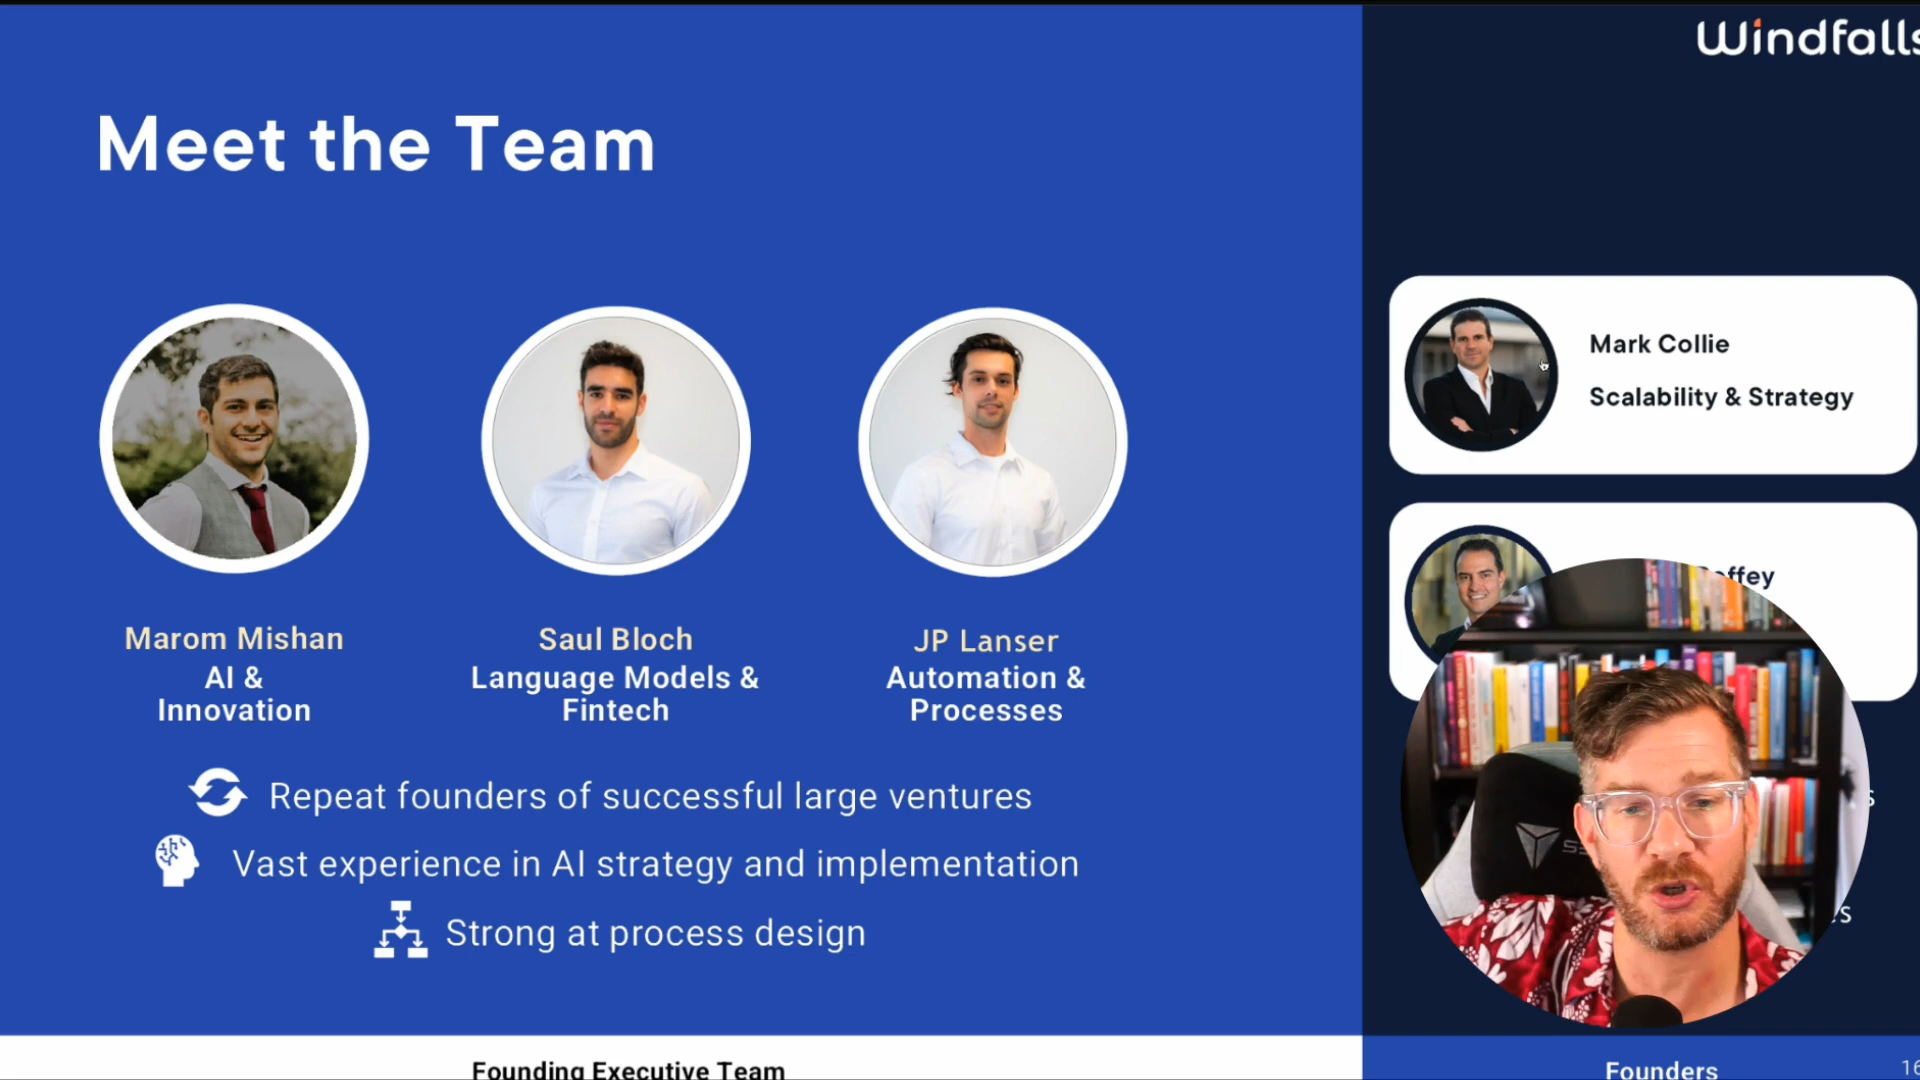 Windfalls
Meet the Team
Marom Mishan
AI &
Innovation
Saul Bloch
Language Models &
Fintech
JP Lanser
Automation &
Processes
Repeat founders of successful large ventures
Vast experience in AI strategy and implementation
Strong at process design
Founding Executive Team
Mark Collie
Scalability & Strategy
Founders
16